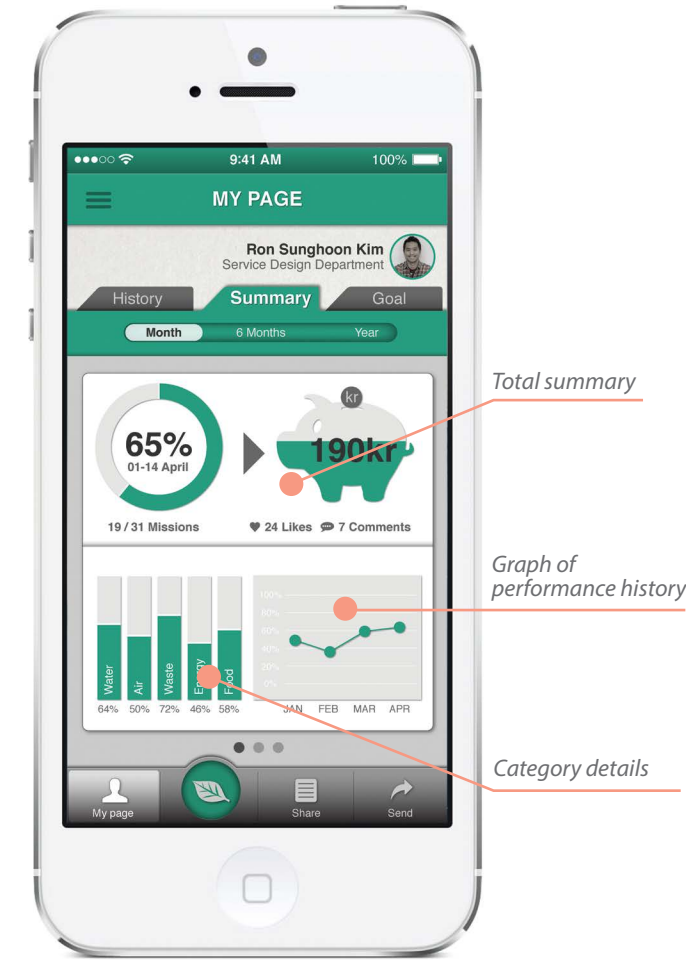 9:41 AM
100%
MY PAGE
Ron Sunghoon Kim
Service Design Department
History
Summary
Goal
Month
6 Months
Year
65%
01-14 April
kr
190kr
19 / 31 Missions
24 Likes
7 Comments
Total summary
Graph of
performance history
Water
Air
Waste
Energy
Food
64%
50%
72%
46%
58%
100%
80%
60%
40%
20%
0%
JAN
FEB
MAR
APR
Category details
My page
Share
Send